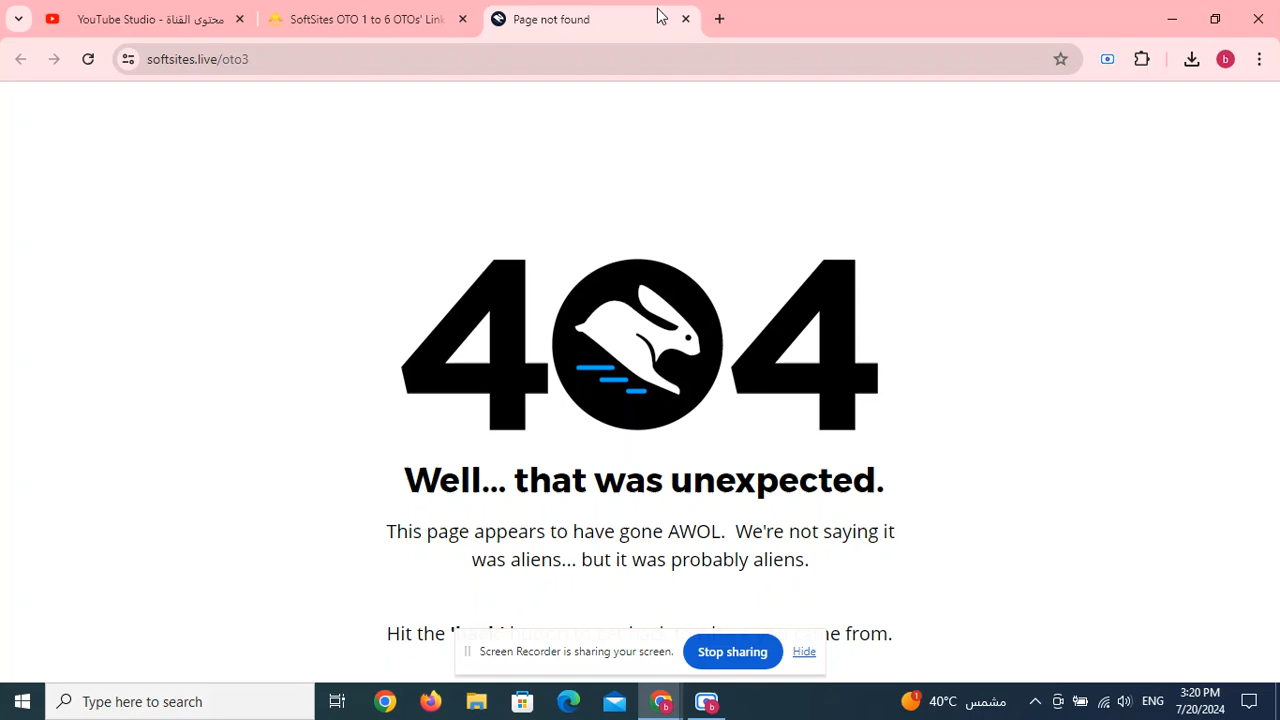 YouTube Studio - محتوى القناة
SoftSites OTO 1 to 6 OTOs' Link
Page not found
softsites.live/oto3
b
404
Well... that was unexpected.
This page appears to have gone AWOL. We're not saying it
was aliens... but it was probably aliens.
Hit the came from.
Screen Recorder is sharing your screen.
Stop sharing
Hide
Type here to search
b
b
1
40°C مشمس
ENG
3:20 PM
7/20/2024